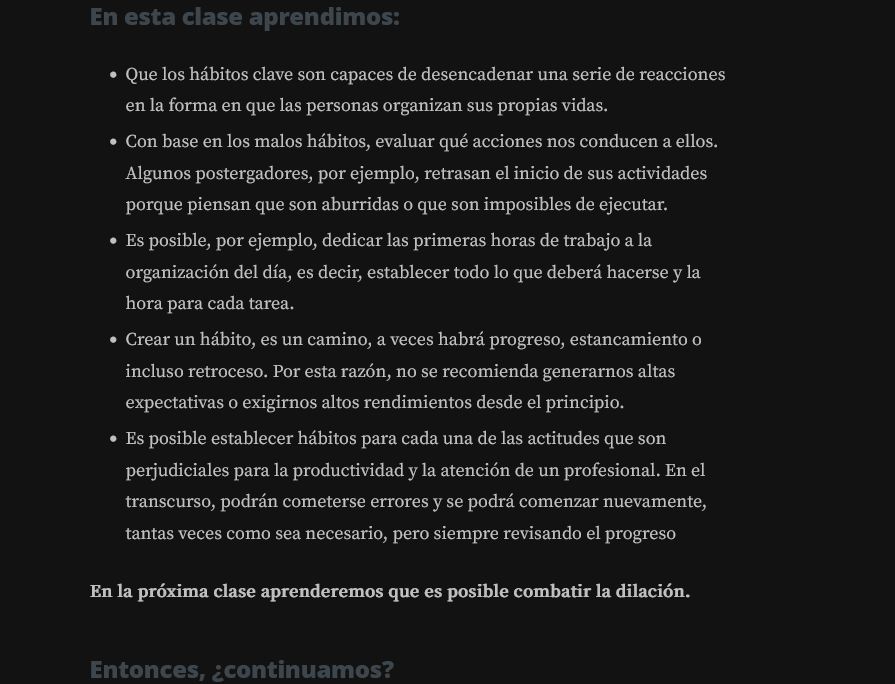 En esta clase aprendimos:
• Que los hábitos clave son capaces de desencadenar una serie de reacciones
en la forma en que las personas organizan sus propias vidas.
• Con base en los malos hábitos, evaluar qué acciones nos conducen a ellos.
Algunos postergadores, por ejemplo, retrasan el inicio de sus actividades
porque piensan que son aburridas o que son imposibles de ejecutar.
• Es posible, por ejemplo, dedicar las primeras horas de trabajo a la
organización del día, es decir, establecer todo lo que deberá hacerse y la
hora para cada tarea.
• Crear un hábito, es un camino, a veces habrá progreso, estancamiento o
incluso retroceso. Por esta razón, no se recomienda generarnos altas
expectativas o exigirnos altos rendimientos desde el principio.
• Es posible establecer hábitos para cada una de las actitudes que son
perjudiciales para la productividad y la atención de un profesional. En el
transcurso, podrán cometerse errores y se podrá comenzar nuevamente,
tantas veces como sea necesario, pero siempre revisando el progreso
En la próxima clase aprenderemos que es posible combatir la dilación.
Entonces, ¿continuamos?